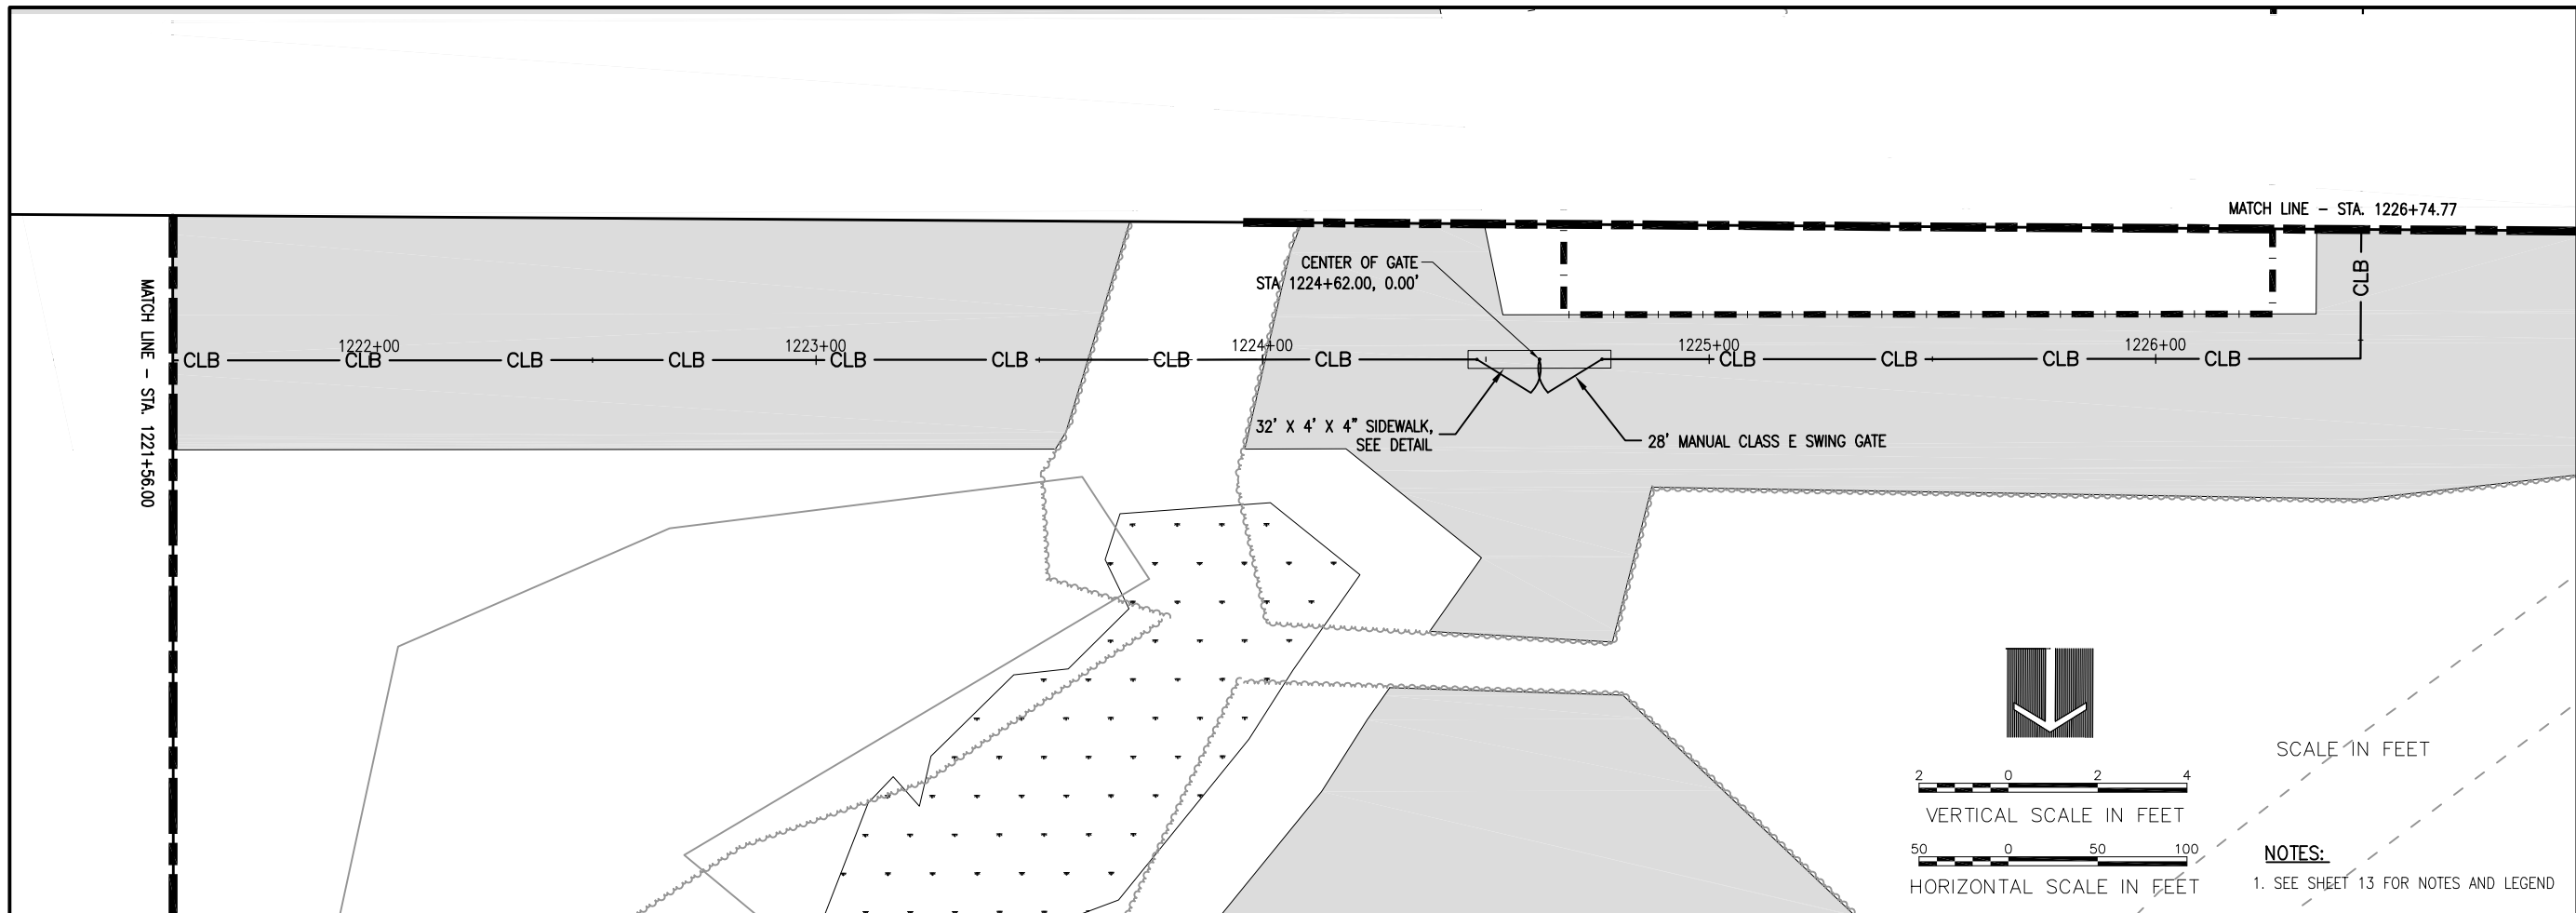 MATCH LINE - STA. 1226+74.77
CENTER OF GATE
STA 1224+62.00, 0.00'
MATCH LINE - STA. 1221+56.00
CLB
1222+00
1223+00
1224+00
1225+00
1226+00
CLB CLB CLB CLB CLB CLB CLB CLB CLB CLB CLB CLB
32' X 4' X 4" SIDEWALK,
SEE DETAIL
28' MANUAL CLASS E SWING GATE
SCALE IN FEET
2 0 2 4
VERTICAL SCALE IN FEET
50 0 50 100
HORIZONTAL SCALE IN FEET
NOTES:
1. SEE SHEET 13 FOR NOTES AND LEGEND